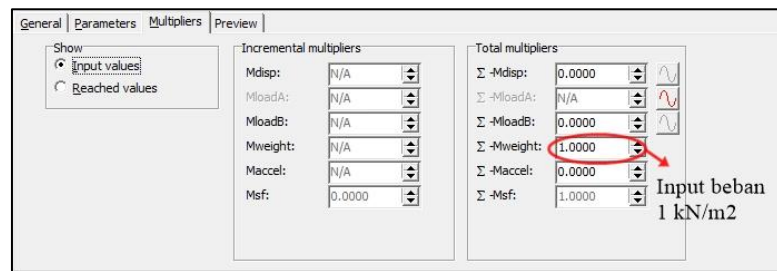 General Parameters Multipliers Preview
Show
Input values
Reached values
Incremental multipliers
Mdisp: N/A
MloadA: N/A
MloadB: N/A
Mweight: N/A
Maccel: N/A
Msf: 0.0000
Total multipliers
Σ -Mdisp: 0.0000
Σ -MloadA: N/A
Σ -MloadB: 0.0000
Σ -Mweight: 1.0000
Σ -Maccel: 0.0000
Σ -Msf: 1.0000
Input beban
1 kN/m2